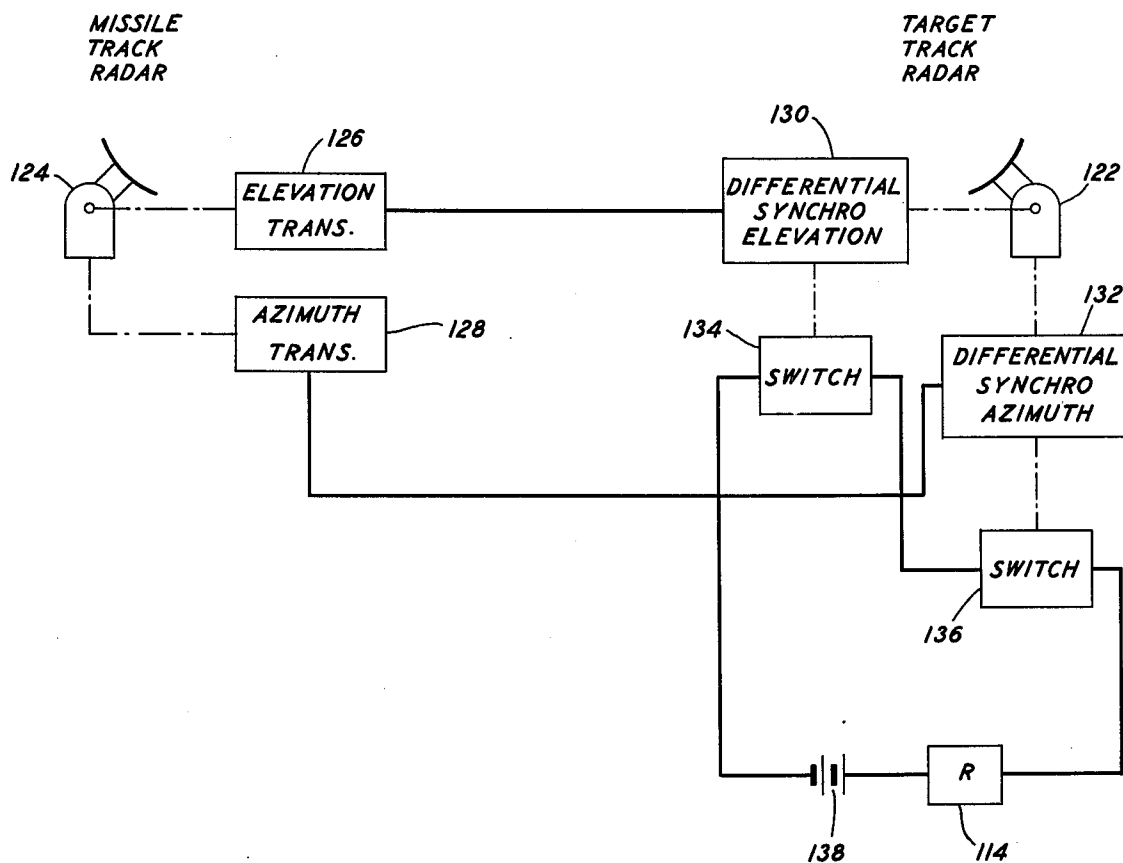 MISSILE
TRACK
RADAR
TARGET
TRACK
RADAR
124
126
130
122
ELEVATION
TRANS.
DIFFERENTIAL
SYNCHRO
ELEVATION
AZIMUTH
TRANS.
128
134
132
SWITCH
DIFFERENTIAL
SYNCHRO
AZIMUTH
SWITCH
136
R
138
114